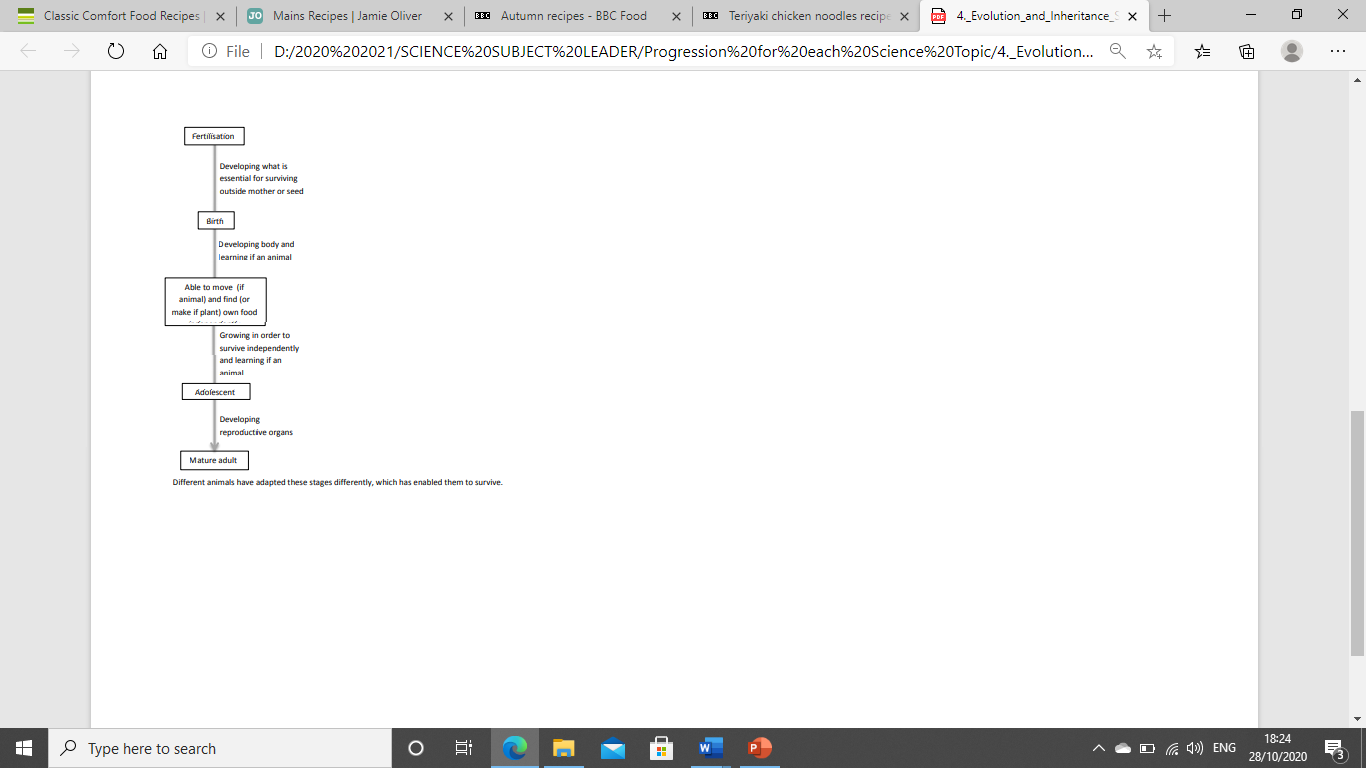 Classic Comfort Food Recipes
Mains Recipes | Jamie Oliver
BBC Autumn recipes - BBC Food
BBC Teriyaki chicken noodles recipe
PDF 4._Evolution_and_Inheritance_
File D:/2020%202021/SCIENCE%20SUBJECT%20LEADER/Progression%20for%20each%20Science%20Topic/4._Evolution...
Fertilisation
Developing what is
essential for surviving
outside mother or seed
Birth
Developing body and
learning if an animal
Able to move (if
animal) and find (or
make if plant) own food
Growing in order to
survive independently
and learning if an
animal
Adolescent
Developing
reproductive organs
Mature adult
Different animals have adapted these stages differently, which has enabled them to survive.
Type here to search
ENG
18:24
28/10/2020
3